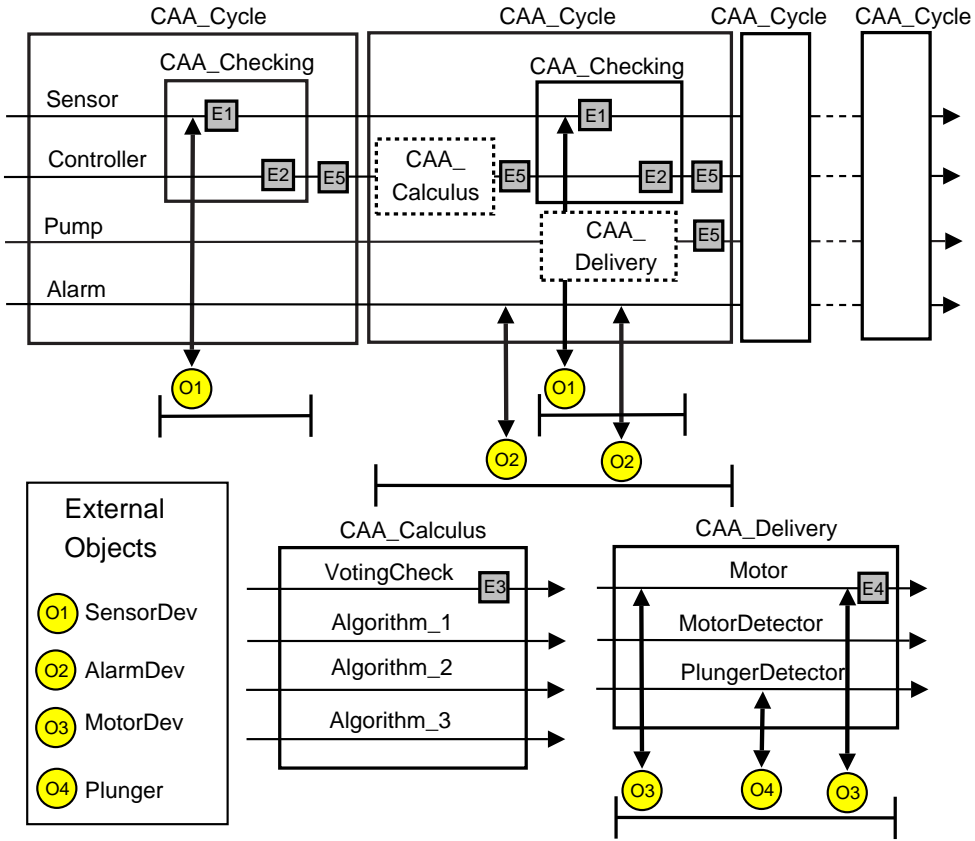 CAA_Cycle
CAA_Cycle
CAA_Cycle
CAA_Cycle
CAA_Checking
CAA_Checking
Sensor
E1
E1
Controller
E2
E5
CAA_
Calculus
E5
E2
E5
Pump
CAA_
Delivery
E5
Alarm
O1
O1
O2
O2
External
Objects
O1 SensorDev
O2 AlarmDev
O3 MotorDev
O4 Plunger
CAA_Calculus
VotingCheck
E3
Algorithm_1
Algorithm_2
Algorithm_3
CAA_Delivery
Motor
E4
MotorDetector
PlungerDetector
O3
O4
O3